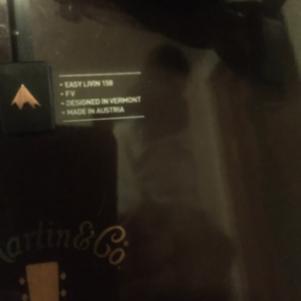 • EASY LIVIN 158
• FV
• DESIGNED IN VERMONT
• MADE IN AUSTRIA
Martin & Co